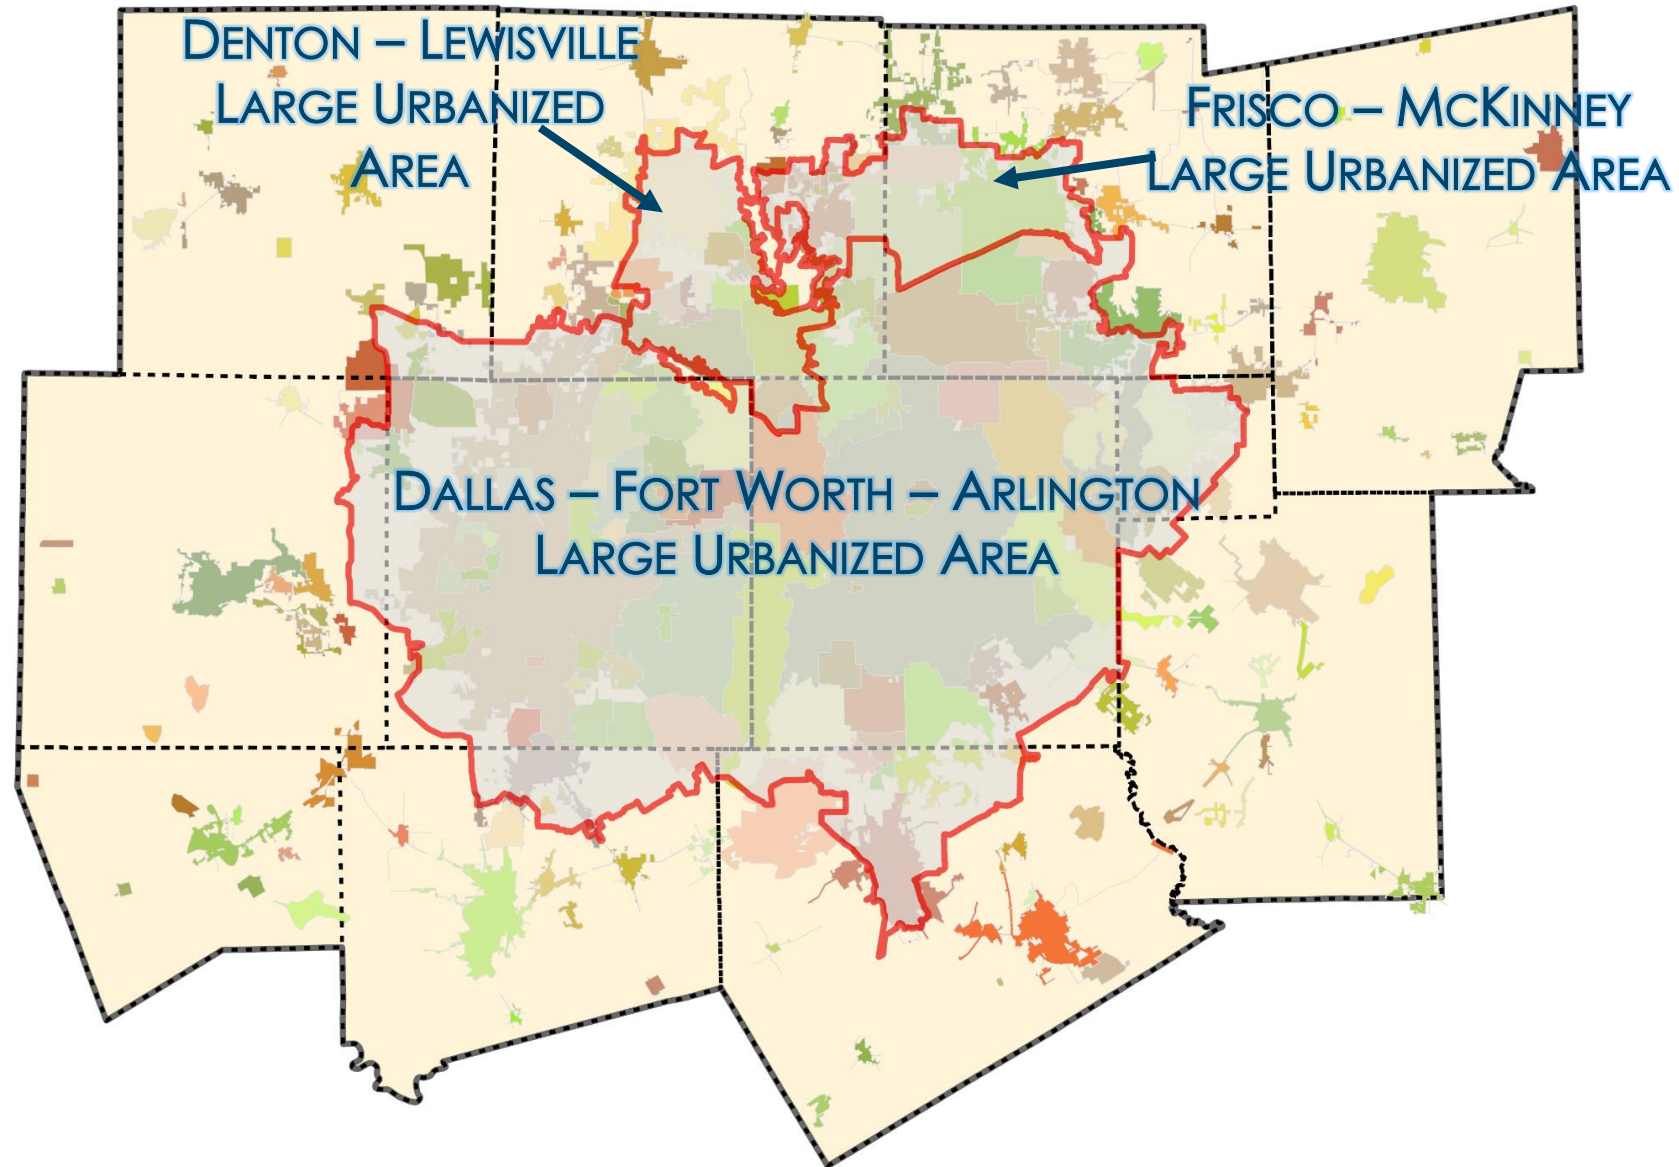 DENTON – LEWISVILLE
LARGE URBANIZED
AREA
FRISCO – MCKINNEY
LARGE URBANIZED AREA
DALLAS – FORT WORTH – ARLINGTON
LARGE URBANIZED AREA